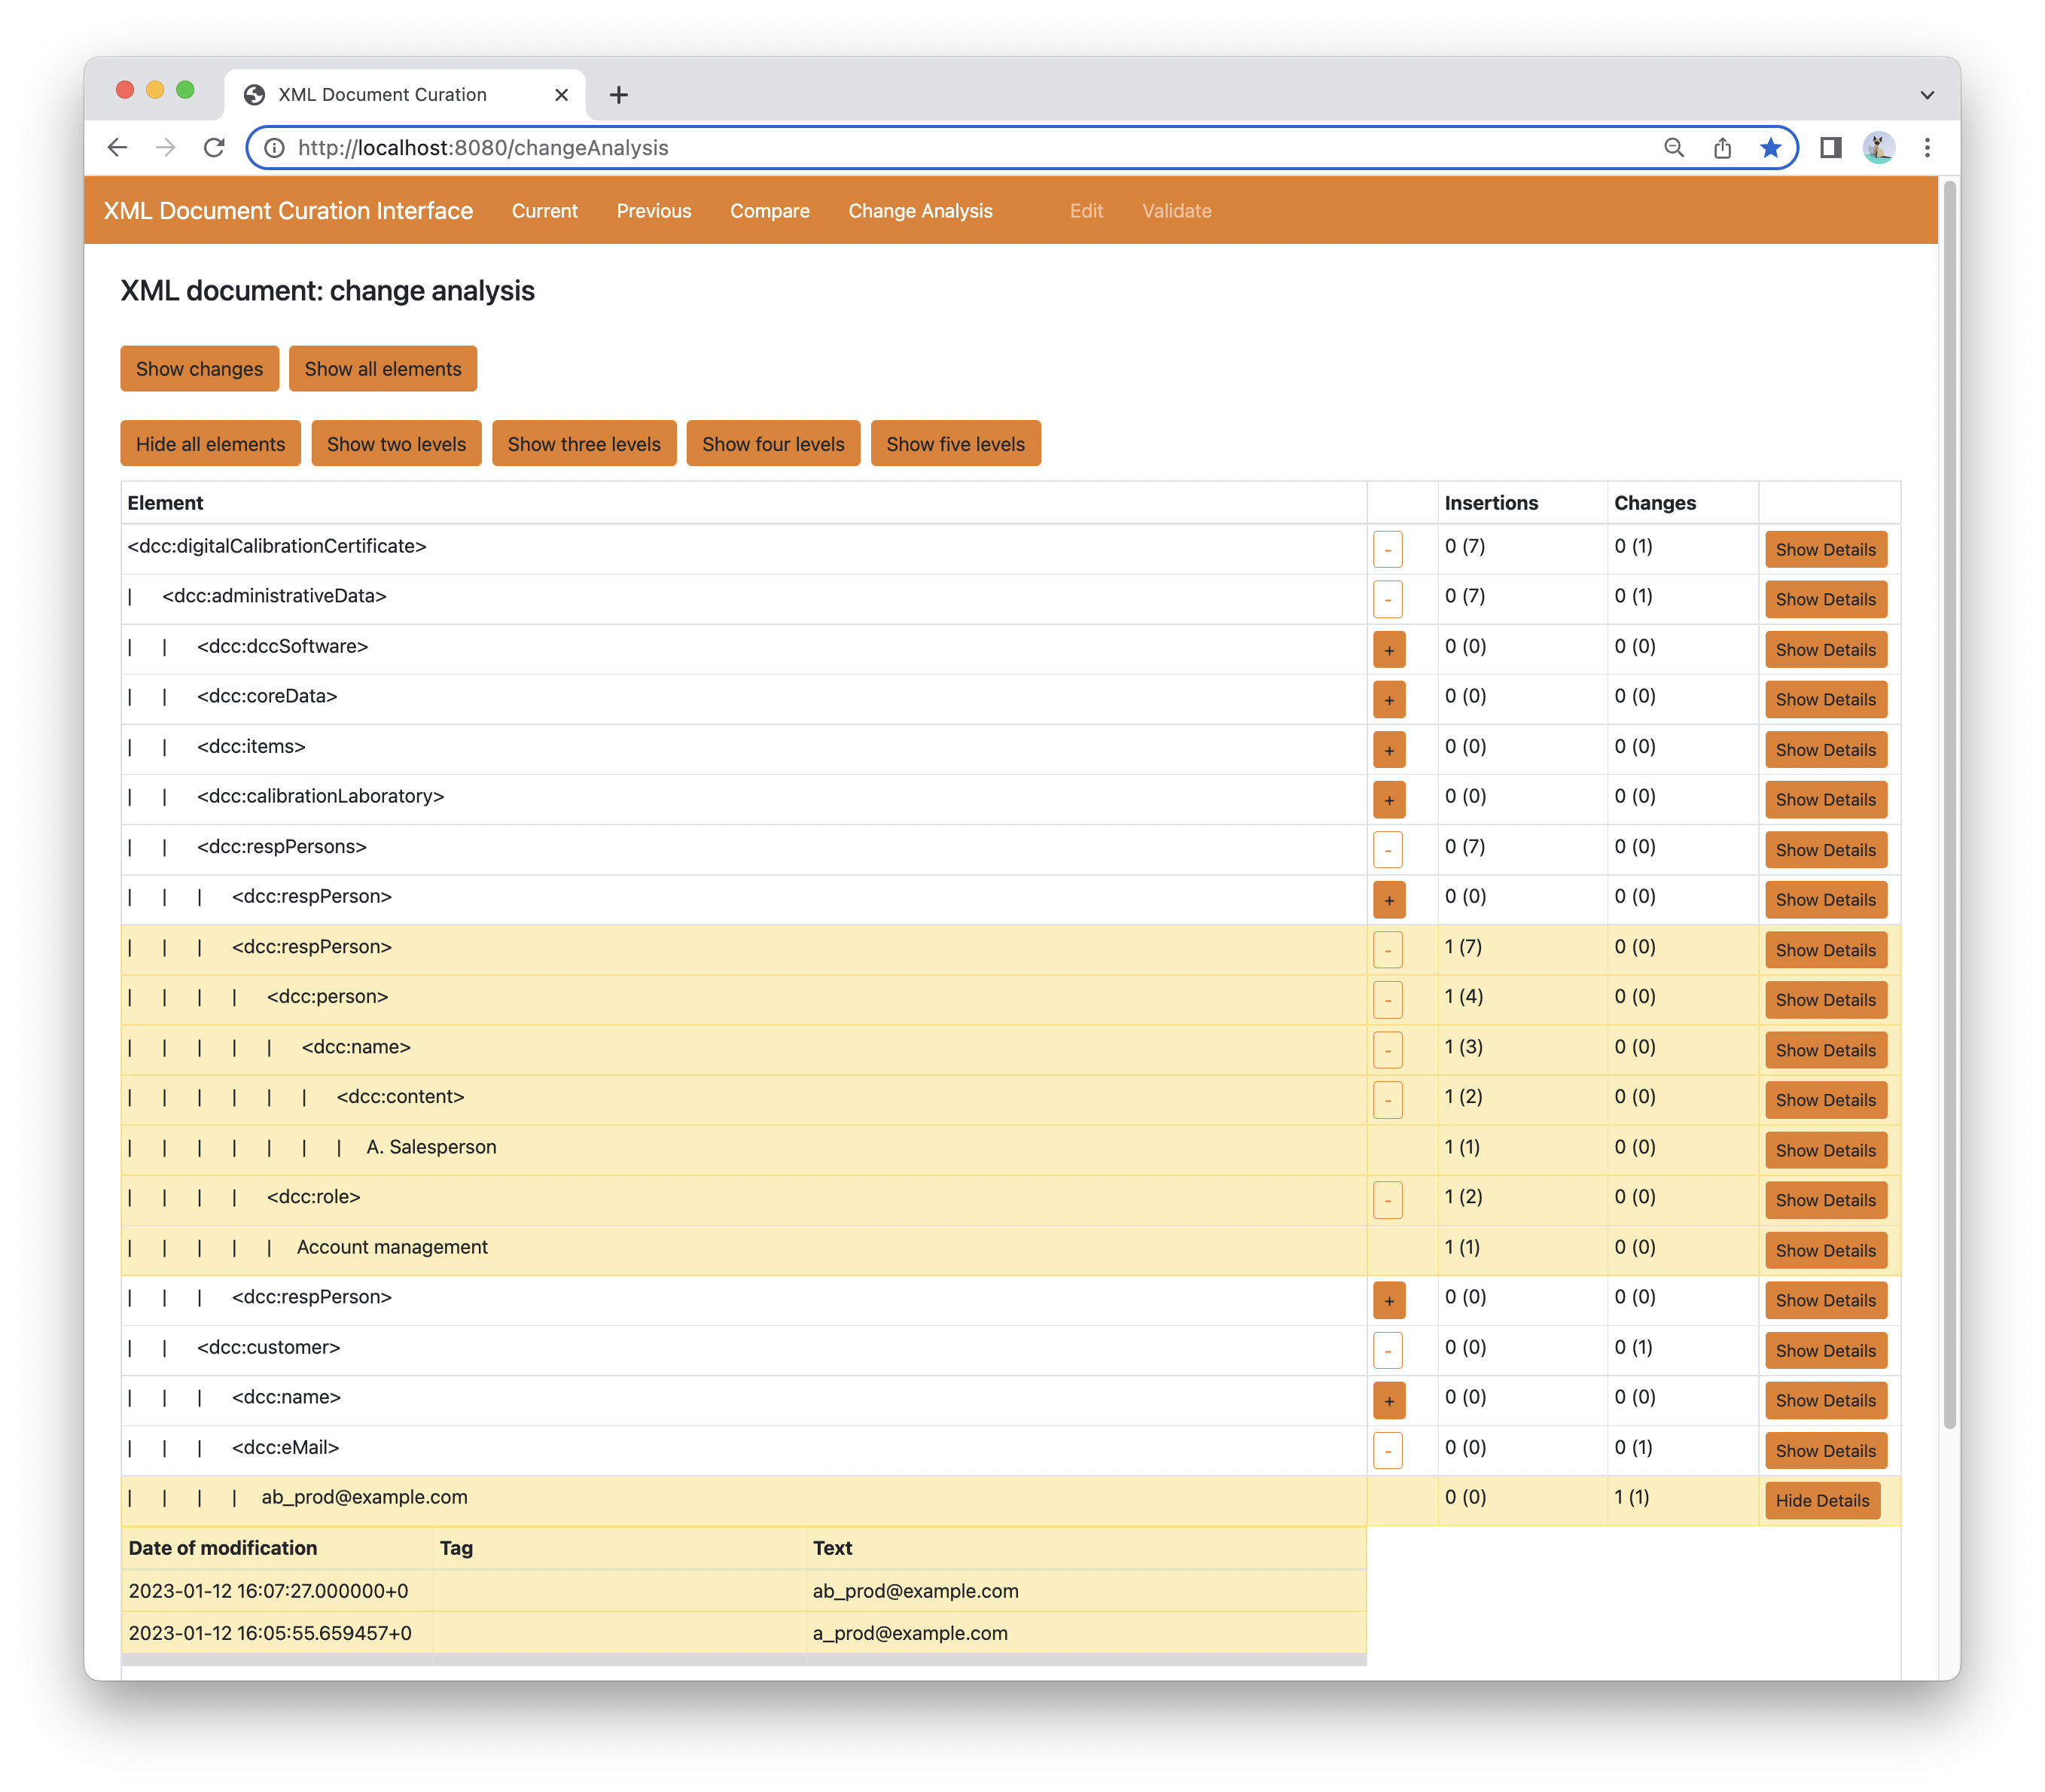 XML Document Curation
http://localhost:8080/changeAnalysis
XML Document Curation Interface Current Previous Compare Change Analysis Edit Validate
XML document: change analysis
Show changes Show all elements
Hide all elements Show two levels Show three levels Show four levels Show five levels
Element Insertions Changes
<dcc:digitalCalibrationCertificate> - 0 (7) 0 (1) Show Details
| <dcc:administrativeData> - 0 (7) 0 (1) Show Details
| | <dcc:dccSoftware> + 0 (0) 0 (0) Show Details
| | <dcc:coreData> + 0 (0) 0 (0) Show Details
| | <dcc:items> + 0 (0) 0 (0) Show Details
| | <dcc:calibrationLaboratory> + 0 (0) 0 (0) Show Details
| | <dcc:respPersons> - 0 (7) 0 (0) Show Details
| | | <dcc:respPerson> + 0 (0) 0 (0) Show Details
| | | <dcc:respPerson> - 1 (7) 0 (0) Show Details
| | | | <dcc:person> - 1 (4) 0 (0) Show Details
| | | | | <dcc:name> - 1 (3) 0 (0) Show Details
| | | | | | <dcc:content> - 1 (2) 0 (0) Show Details
| | | | | | | A. Salesperson 1 (1) 0 (0) Show Details
| | | | <dcc:role> - 1 (2) 0 (0) Show Details
| | | | | Account management 1 (1) 0 (0) Show Details
| | | <dcc:respPerson> + 0 (0) 0 (0) Show Details
| | <dcc:customer> - 0 (0) 0 (1) Show Details
| | | <dcc:name> + 0 (0) 0 (0) Show Details
| | | <dcc:eMail> - 0 (0) 0 (1) Show Details
| | | | ab_prod@example.com 0 (0) 1 (1) Hide Details
Date of modification Tag Text
2023-01-12 16:07:27.000000+0 ab_prod@example.com
2023-01-12 16:05:55.659457+0 a_prod@example.com